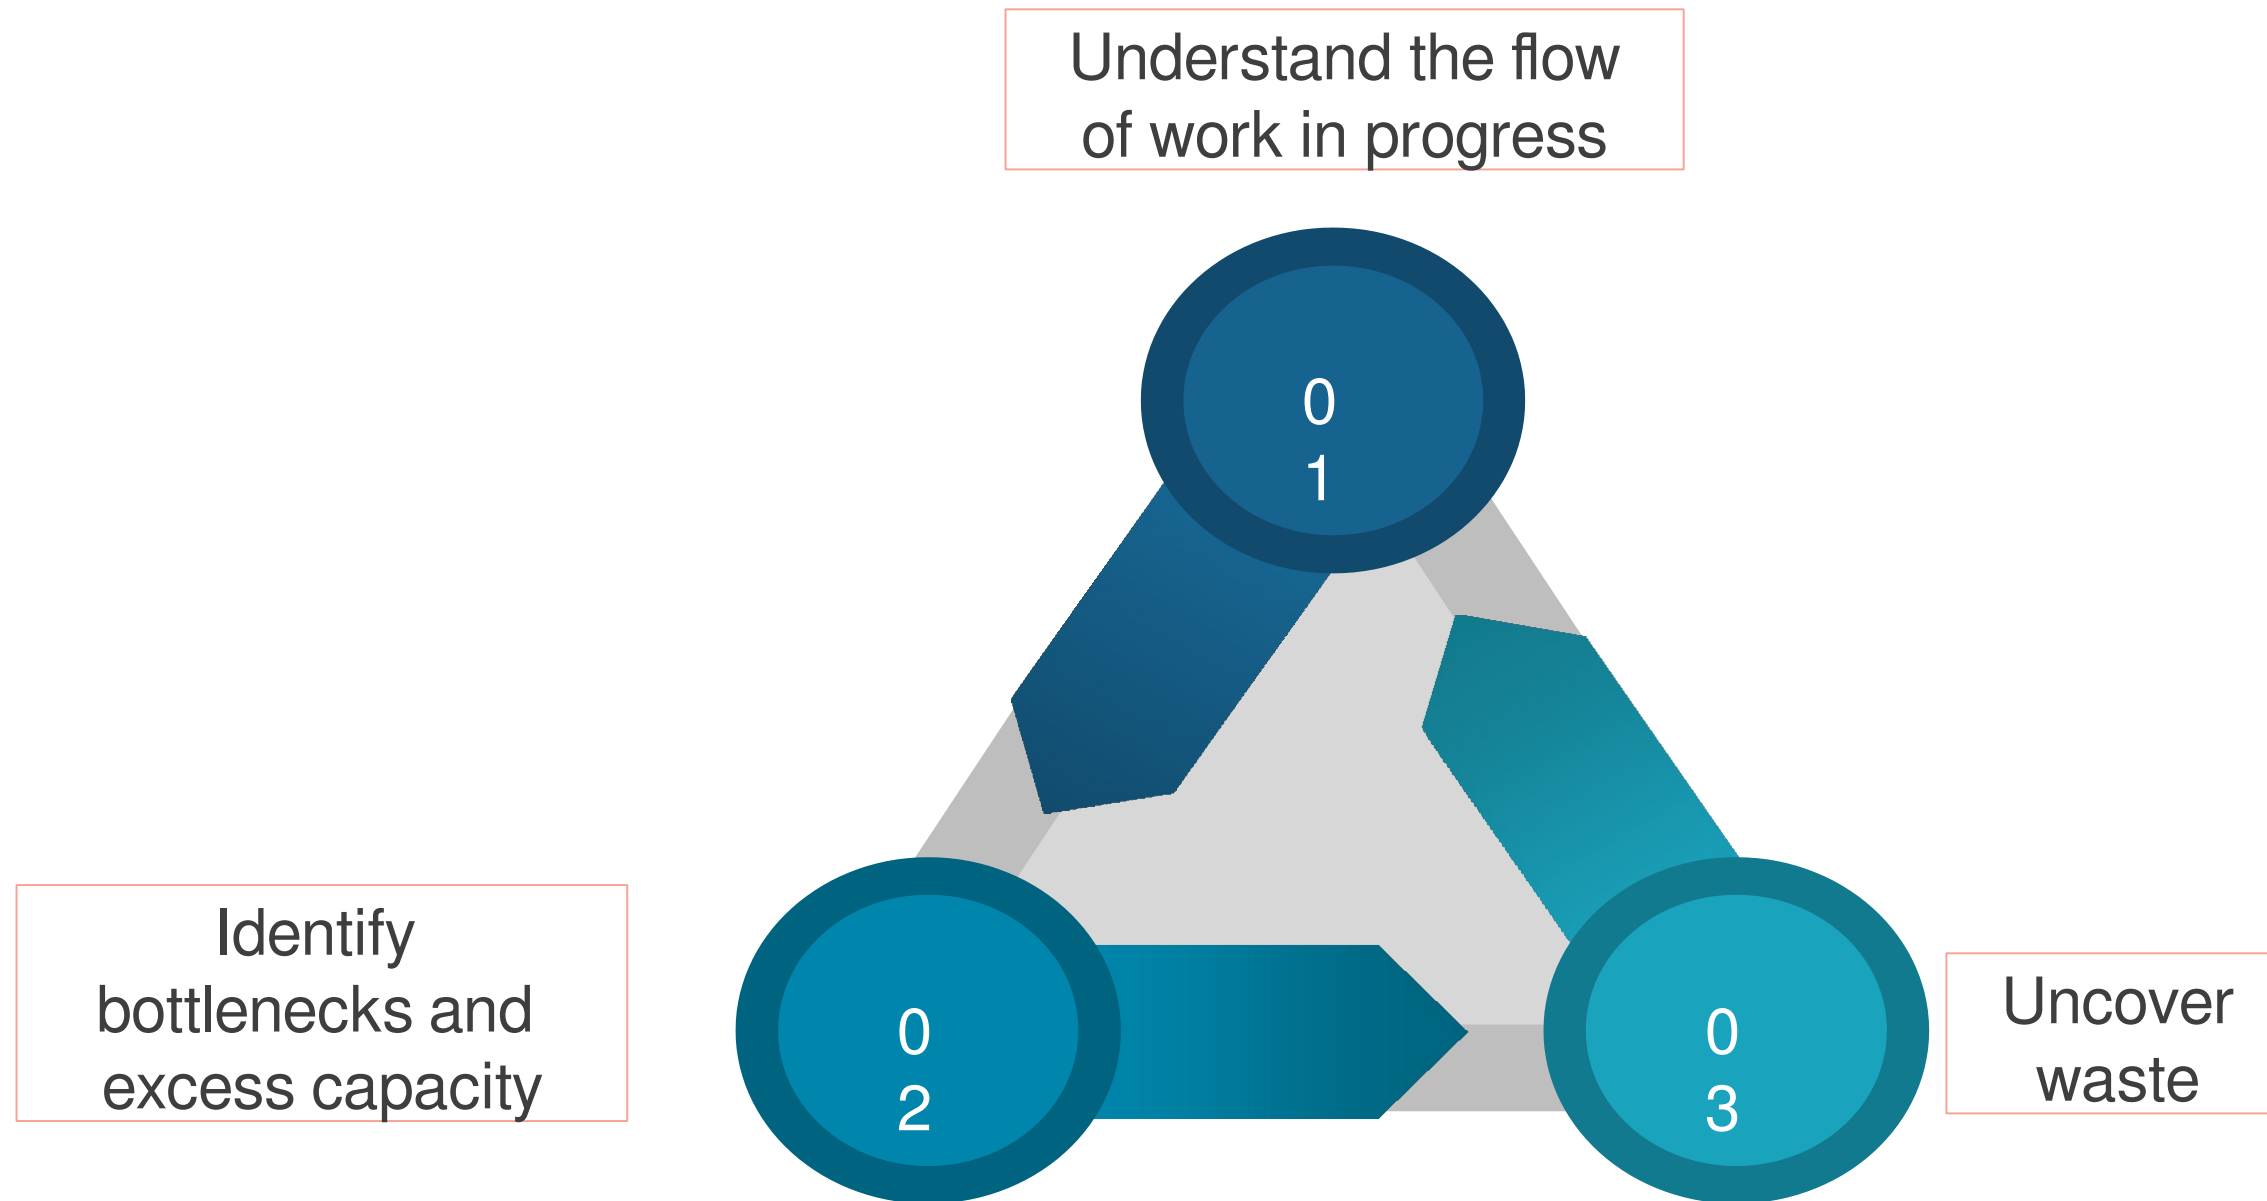 Understand the flow
of work in progress
0
1
Identify
bottlenecks and
excess capacity
0
2
0
3
Uncover
waste